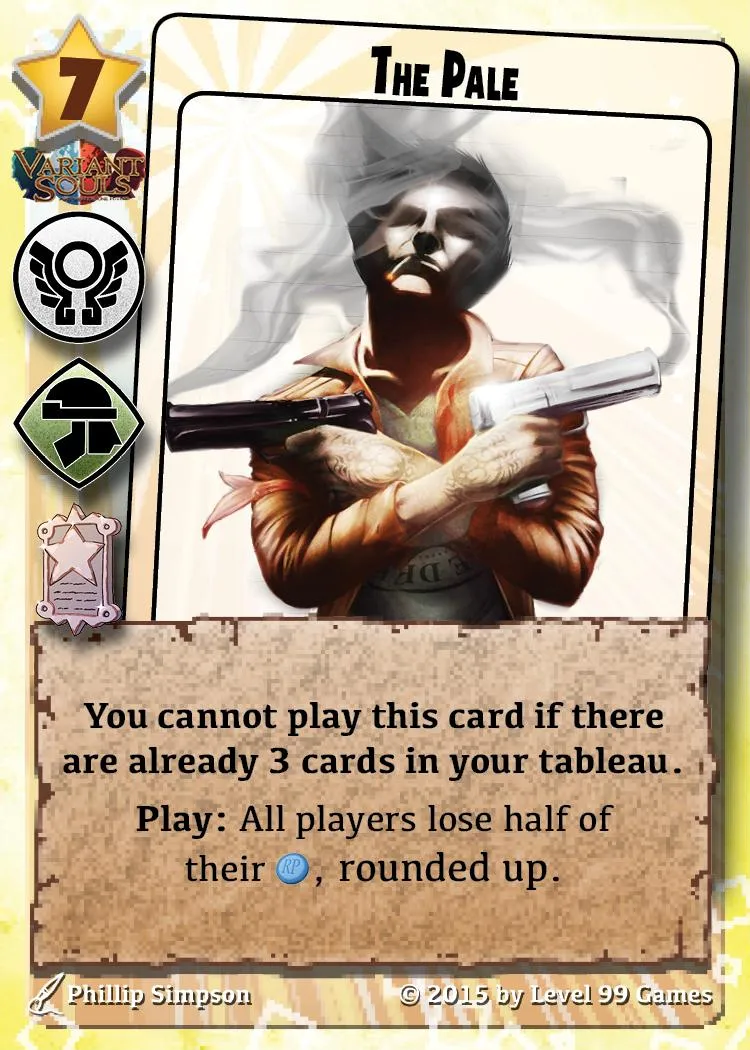 The Pale
7
Variant
Souls
You cannot play this card if there
are already 3 cards in your tableau.
Play: All players lose half of
their RP, rounded up.
Phillip Simpson
© 2015 by Level 99 Games